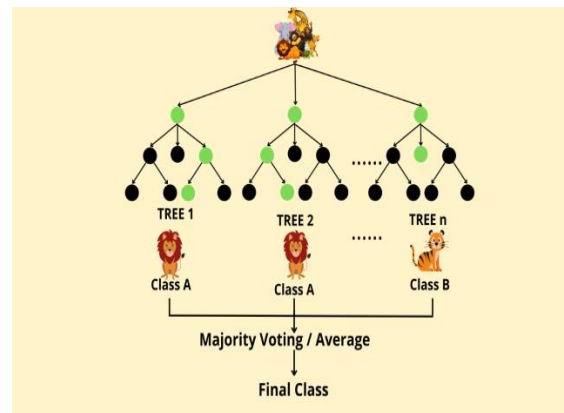 ......
TREE 1
TREE 2
TREE n
......
Class A
Class A
Class B
Majority Voting / Average
Final Class